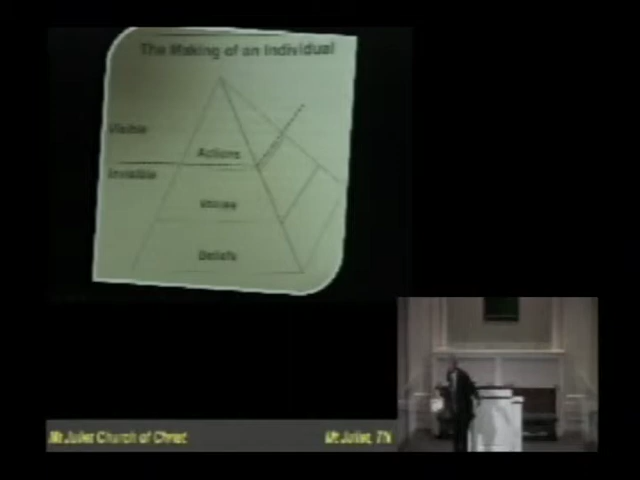 The Making of an Individual
Visible
Actions
Invisible
Values
Beliefs
Mt Juliet Church of Christ
Mt Juliet, TN